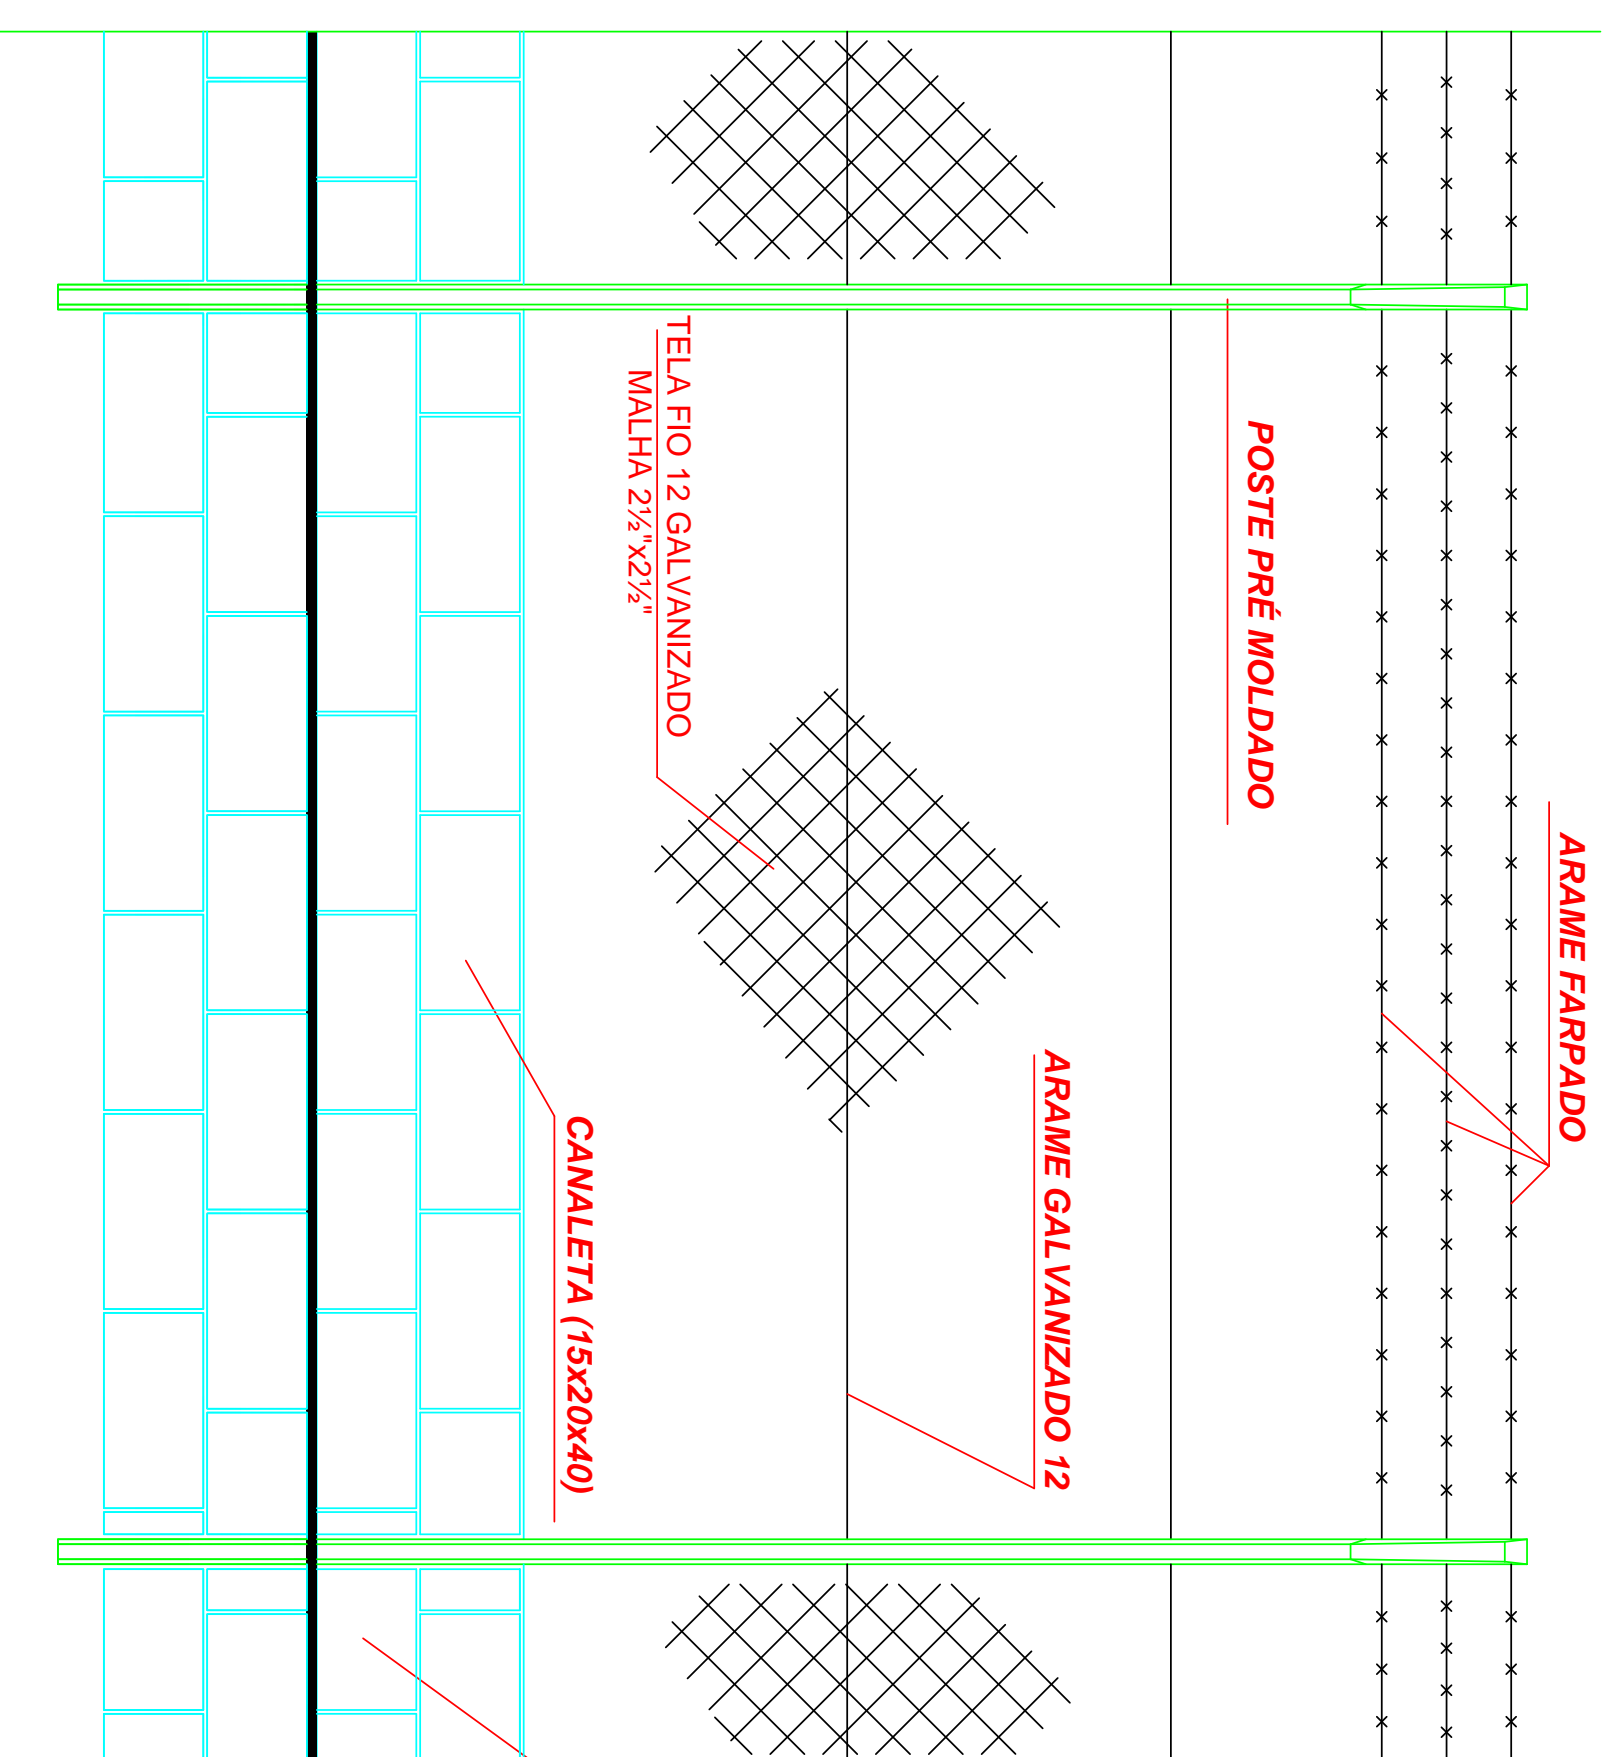 ARAME FARPADO
POSTE PRÉ MOLDADO
ARAME GALVANIZADO 12
TELA FIO 12 GALVANIZADO
MALHA 2½"x2½"
CANALETA (15x20x40)